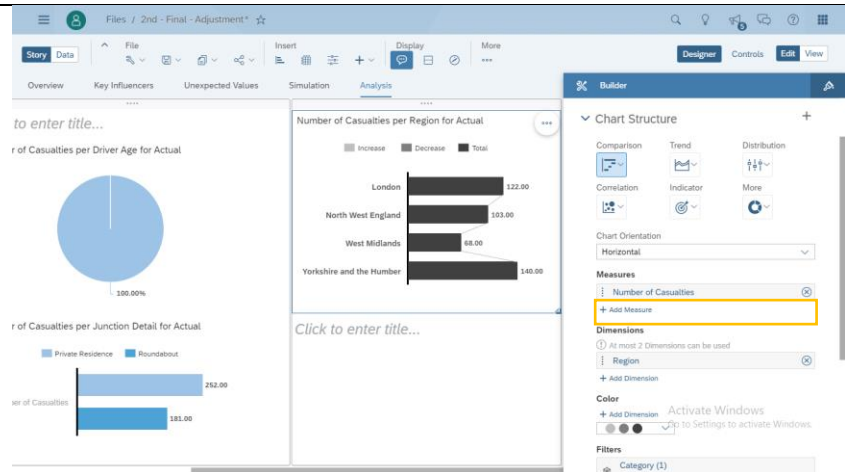 Files / 2nd - Final - Adjustment*
Story Data
File
Insert
Display
More
Designer Controls Edit View
Overview Key Influencers Unexpected Values Simulation Analysis
Builder
to enter title...
r of Casualties per Driver Age for Actual
100.00%
r of Casualties per Junction Detail for Actual
Private Residence Roundabout
252.00
er of Casualties
181.00
Number of Casualties per Region for Actual
Increase Decrease Total
London 122.00
North West England 103.00
West Midlands 68.00
Yorkshire and the Humber 140.00
Click to enter title...
Chart Structure
Comparison Trend Distribution
Correlation Indicator More
Chart Orientation
Horizontal
Measures
Number of Casualties
+ Add Measure
Dimensions
At most 2 Dimensions can be used
Region
+ Add Dimension
Color
+ Add Dimension
Activate Windows
Go to Settings to activate Windows.
Filters
Category (1)